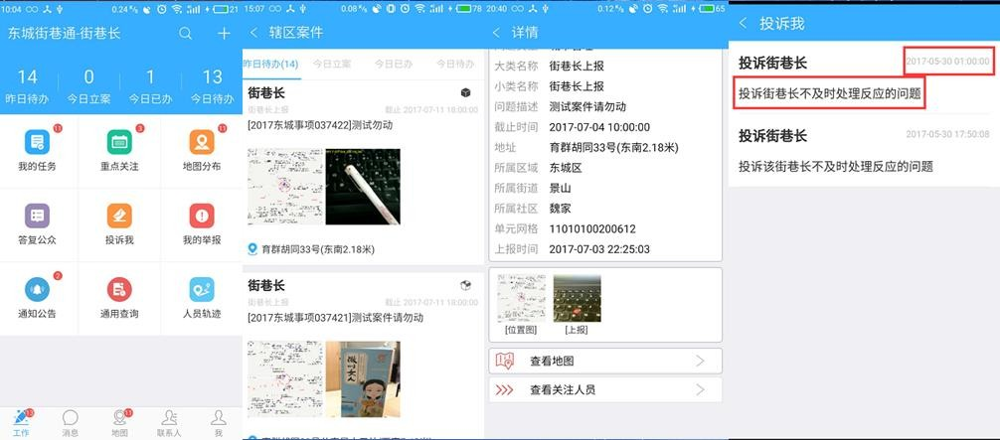 10:04
0.24
21
东城街巷通-街巷长
14
0
1
13
昨日待办
今日立案
今日已办
今日待办
11
3
11
我的任务
重点关注
地图分布
答复公众
投诉我
我的举报
2
通知公告
通用查询
人员轨迹
13
11
工作
消息
地图
联系人
我
15:07
0.08
78
辖区案件
昨日待办(14)
今日立案
今日已办
今日待办(
街巷长
街巷长上报
截止 2017-07-11 18:00:00
[2017东城事项037422]测试勿动
育群胡同33号(东南2.18米)
街巷长
街巷长上报
截止 2017-07-11 18:00:00
[2017东城事项037421]测试案件请勿动
20:40
0.12
65
详情
大类名称
街巷长上报
小类名称
街巷长上报
问题描述
测试案件请勿动
截止时间
2017-07-04 10:00:00
地址
育群胡同33号(东南2.18米)
所属区域
东城区
所属街道
景山
所属社区
魏家
单元网格
11010100200612
上报时间
2017-07-03 22:25:03
[位置图]
[上报]
查看地图
查看关注人员
投诉我
投诉街巷长
2017-05-30 01:00:00
投诉街巷长不及时处理反应的问题
投诉街巷长
2017-05-30 17:50:08
投诉该街巷长不及时处理反应的问题